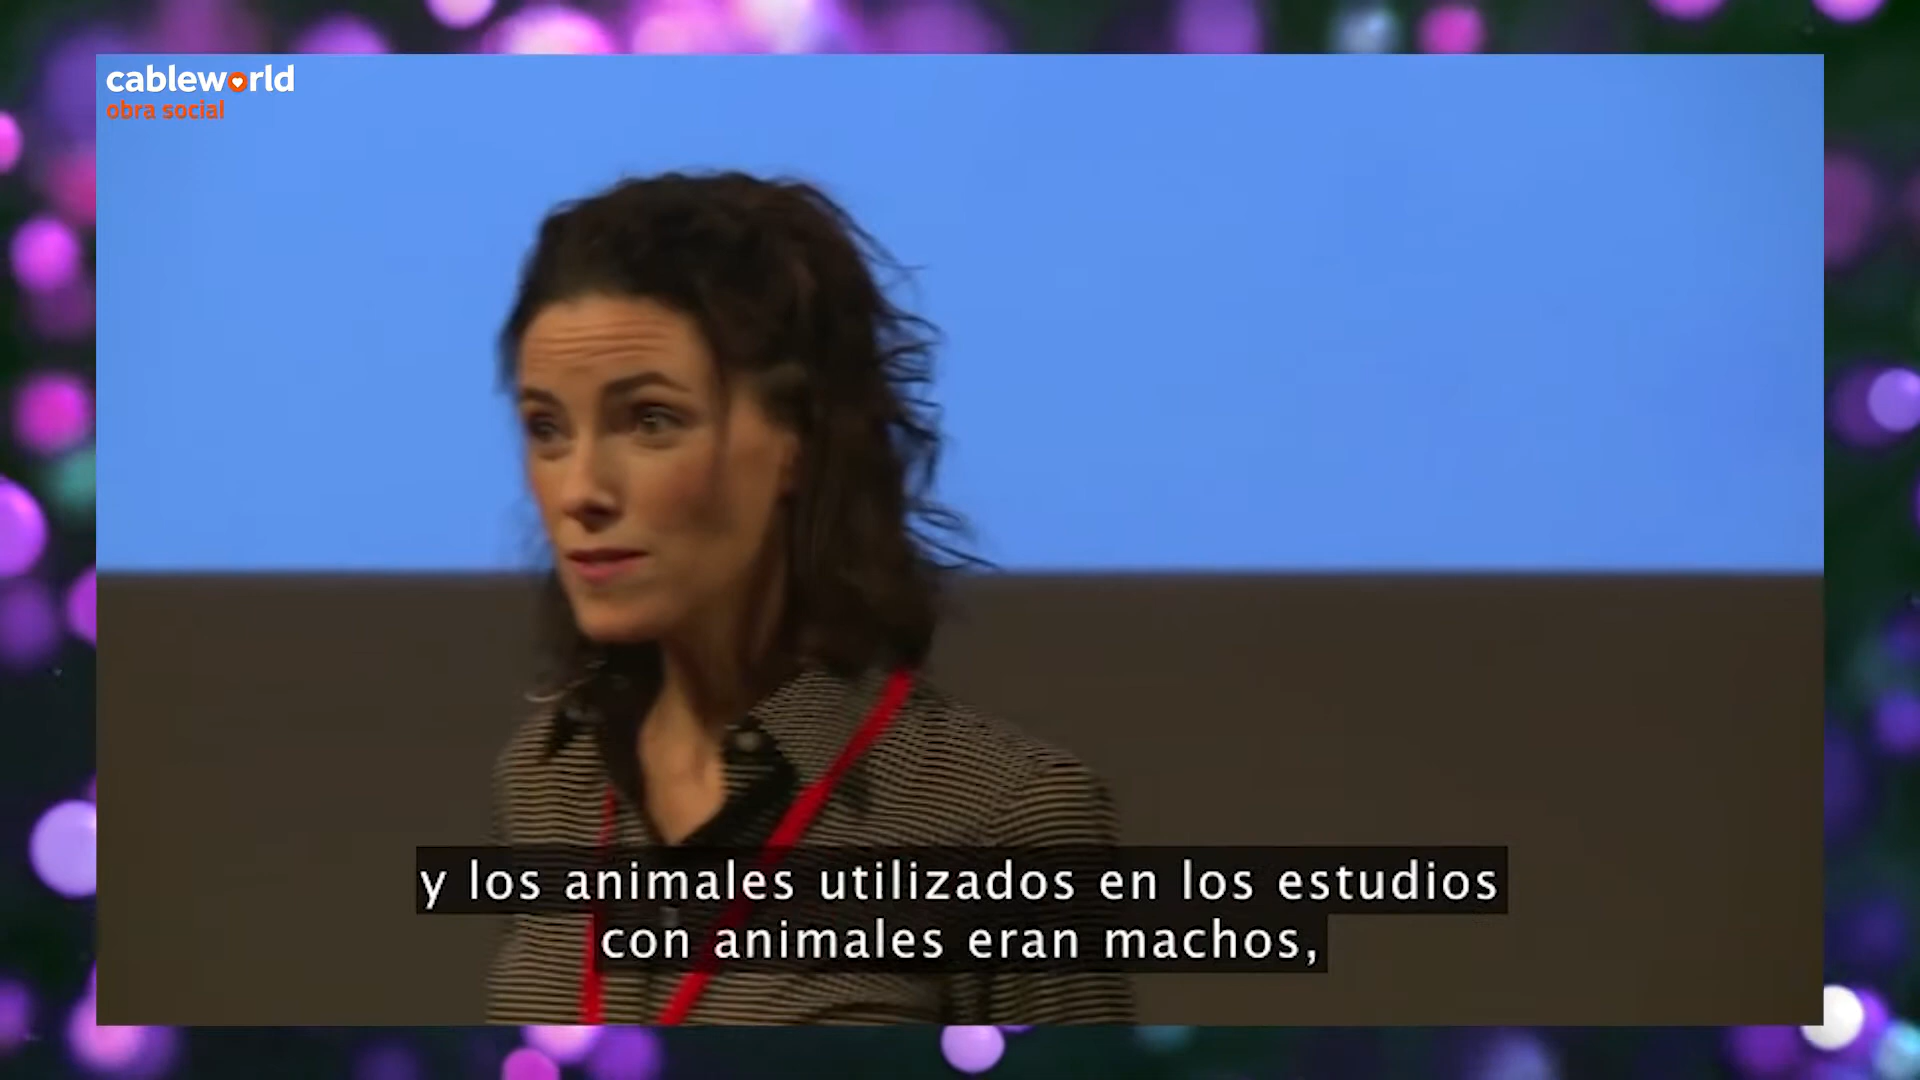 cableworld
obra social
y los animales utilizados en los estudios
con animales eran machos,